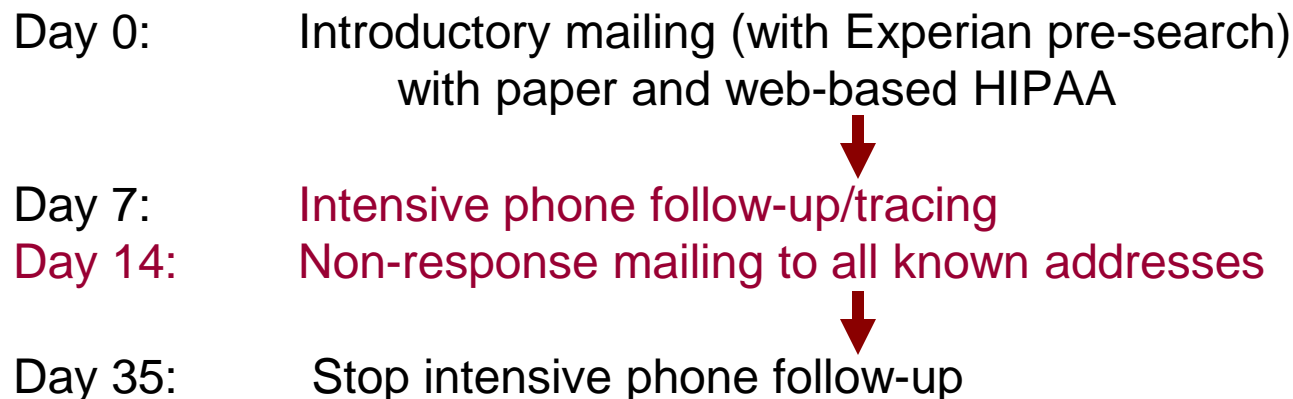 Day 0: Introductory mailing (with Experian pre-search)
with paper and web-based HIPAA
Day 7: Intensive phone follow-up/tracing
Day 14: Non-response mailing to all known addresses
Day 35: Stop intensive phone follow-up